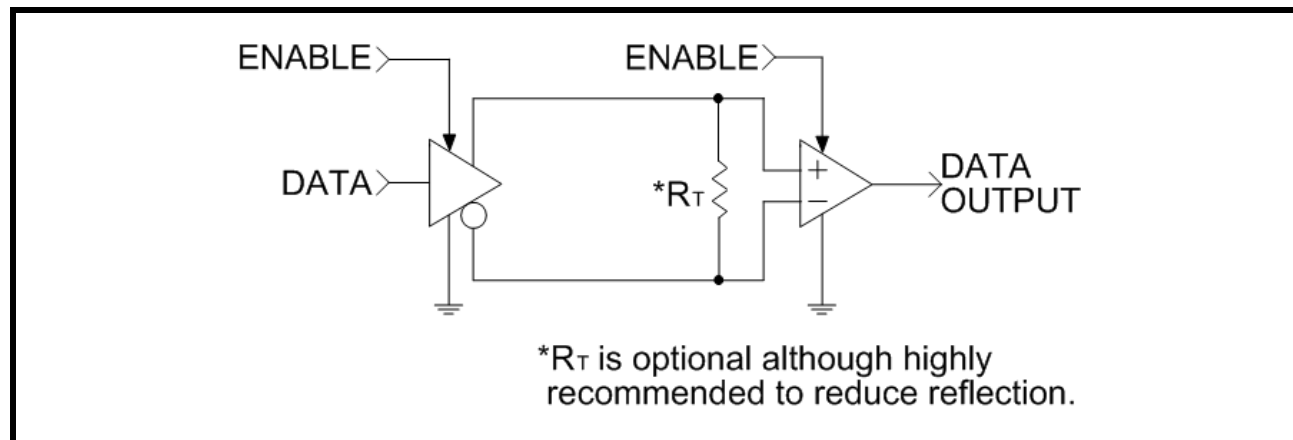 ENABLE
ENABLE
DATA
*RT
+
−
DATA
OUTPUT
*RT is optional although highly
recommended to reduce reflection.